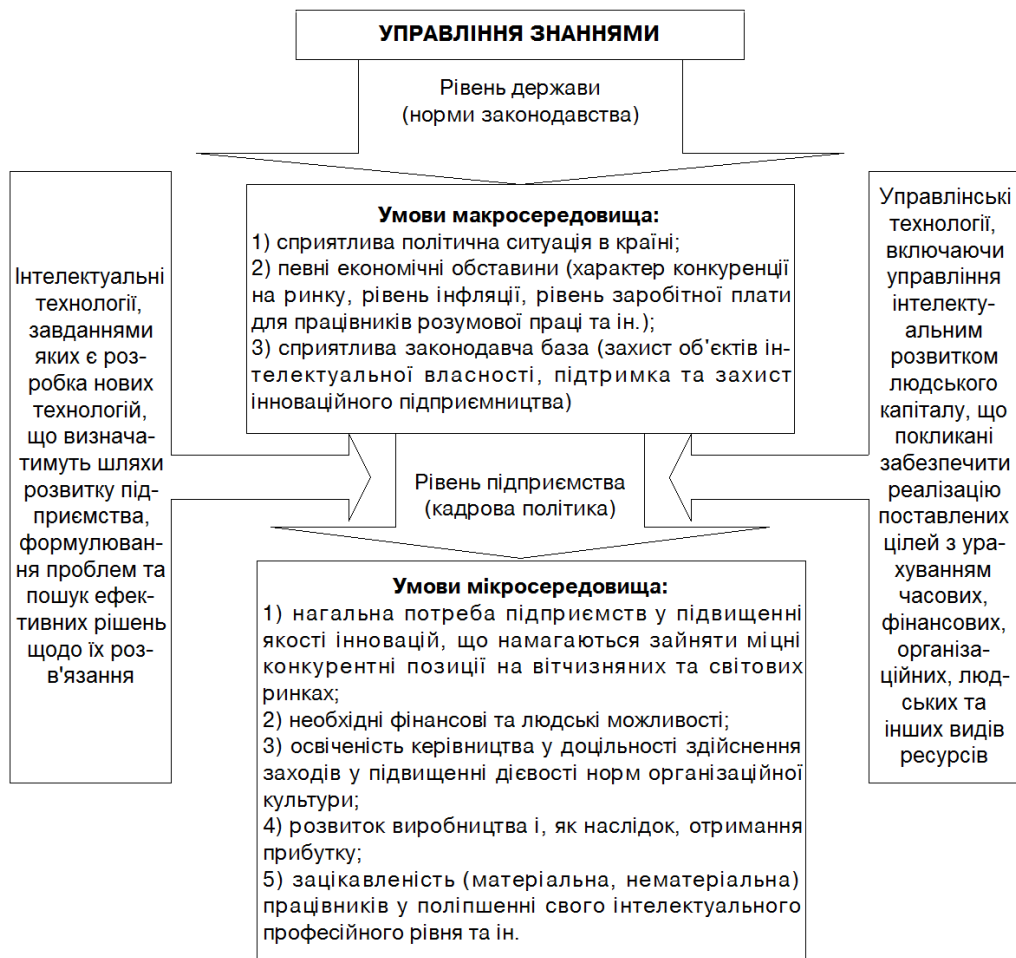 УПРАВЛІННЯ ЗНАННЯМИ
Рівень держави
(норми законодавства)
Інтелектуальні
технології,
завданнями
яких є роз-
робка нових
технологій,
що визнача-
тимуть шляхи
розвитку під-
приємства,
формулюван-
ня проблем та
пошук ефек-
тивних рішень
щодо їх роз-
в'язання
Умови макросередовища:
1) сприятлива політична ситуація в країні;
2) певні економічні обставини (характер конкуренції
на ринку, рівень інфляції, рівень заробітної плати
для працівників розумової праці та ін.);
3) сприятлива законодавча база (захист об'єктів ін-
телектуальної власності, підтримка та захист
інноваційного підприємництва)
Рівень підприємства
(кадрова політика)
Умови мікросередовища:
1) нагальна потреба підприємств у підвищенні
якості інновацій, що намагаються зайняти міцні
конкурентні позиції на вітчизняних та світових
ринках;
2) необхідні фінансові та людські можливості;
3) освіченість керівництва у доцільності здійснення
заходів у підвищенні дієвості норм організаційної
культури;
4) розвиток виробництва і, як наслідок, отримання
прибутку;
5) зацікавленість (матеріальна, нематеріальна)
працівників у поліпшенні свого інтелектуального
професійного рівня та ін.
Управлінські
технології,
включаючи
управління
інтелекту-
альним
розвитком
людського
капіталу, що
покликані
забезпечити
реалізацію
поставлених
цілей з ура-
хуванням
часових,
фінансових,
організа-
ційних, люд-
ських та
інших видів
ресурсів